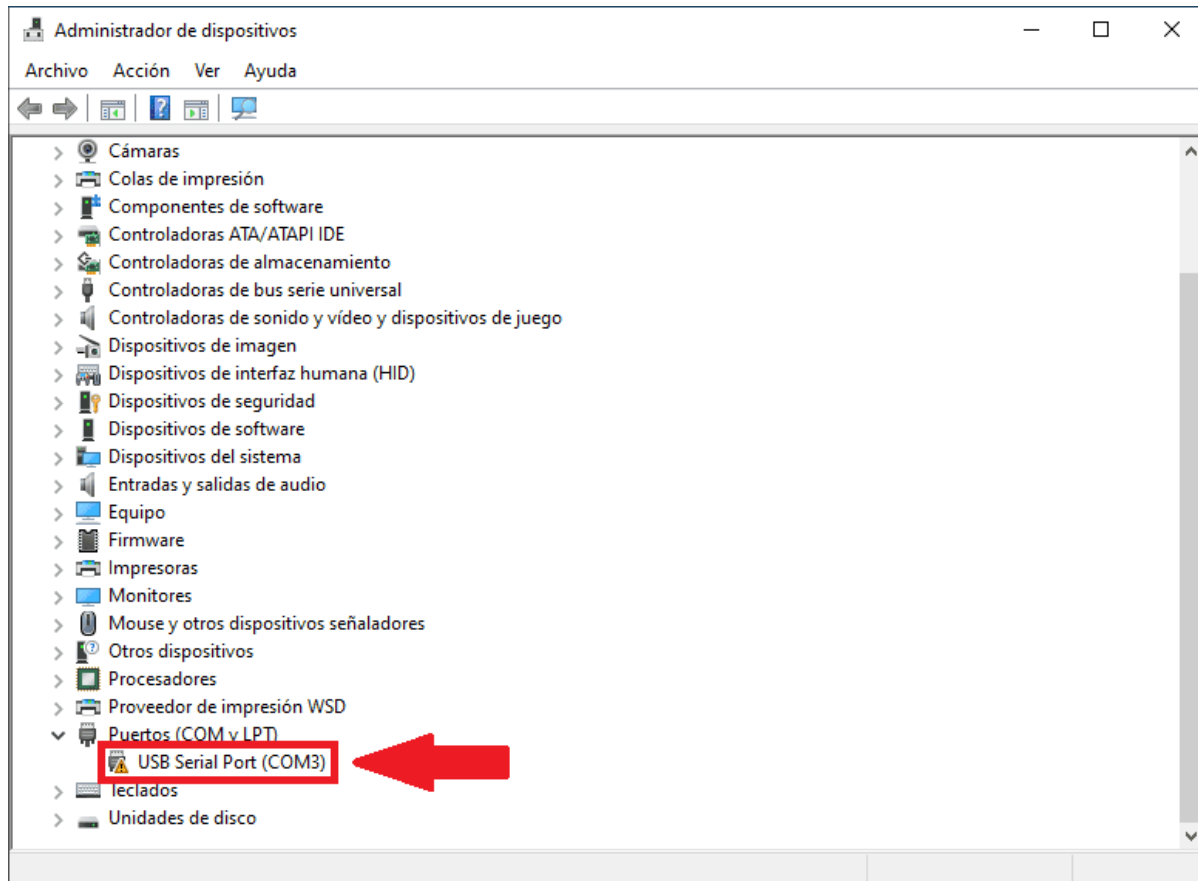 Administrador de dispositivos
Archivo Acción Ver Ayuda
Cámaras
Colas de impresión
Componentes de software
Controladoras ATA/ATAPI IDE
Controladoras de almacenamiento
Controladoras de bus serie universal
Controladoras de sonido y vídeo y dispositivos de juego
Dispositivos de imagen
Dispositivos de interfaz humana (HID)
Dispositivos de seguridad
Dispositivos de software
Dispositivos del sistema
Entradas y salidas de audio
Equipo
Firmware
Impresoras
Monitores
Mouse y otros dispositivos señaladores
Otros dispositivos
Procesadores
Proveedor de impresión WSD
Puertos (COM y LPT)
USB Serial Port (COM3)
Teclados
Unidades de disco